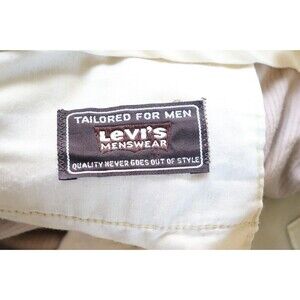 TAILORED FOR MEN
LeVI'S
MENSWEAR
QUALITY NEVER GOES OUT OF STYLE